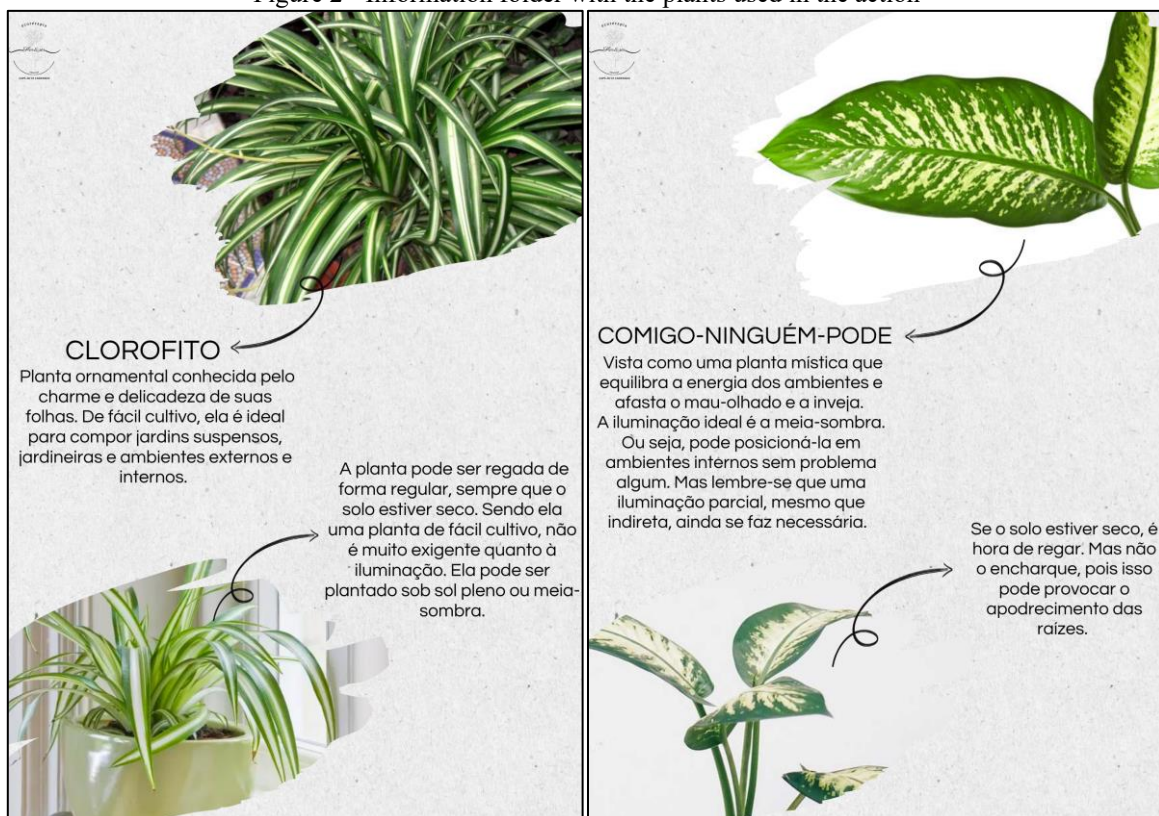 Figure 2 - Information folder with the plants used in the action
CLOROFITO
Planta ornamental conhecida pelo
charme e delicadeza de suas
folhas. De fácil cultivo, ela é ideal
para compor jardins suspensos,
jardineiras e ambientes externos e
internos.
A planta pode ser regada de
forma regular, sempre que o
solo estiver seco. Sendo ela
uma planta de fácil cultivo, não
é muito exigente quanto à
iluminação. Ela pode ser
plantado sob sol pleno ou meia-
sombra.
COMIGO-NINGUÉM-PODE
Vista como uma planta mística que
equilibra a energia dos ambientes e
afasta o mau-olhado e a inveja.
A iluminação ideal é a meia-sombra.
Ou seja, pode posicioná-la em
ambientes internos sem problema
algum. Mas lembre-se que uma
iluminação parcial, mesmo que
indireta, ainda se faz necessária.
Se o solo estiver seco, é
hora de regar. Mas não
o encharque, pois isso
pode provocar o
apodrecimento das
raízes.